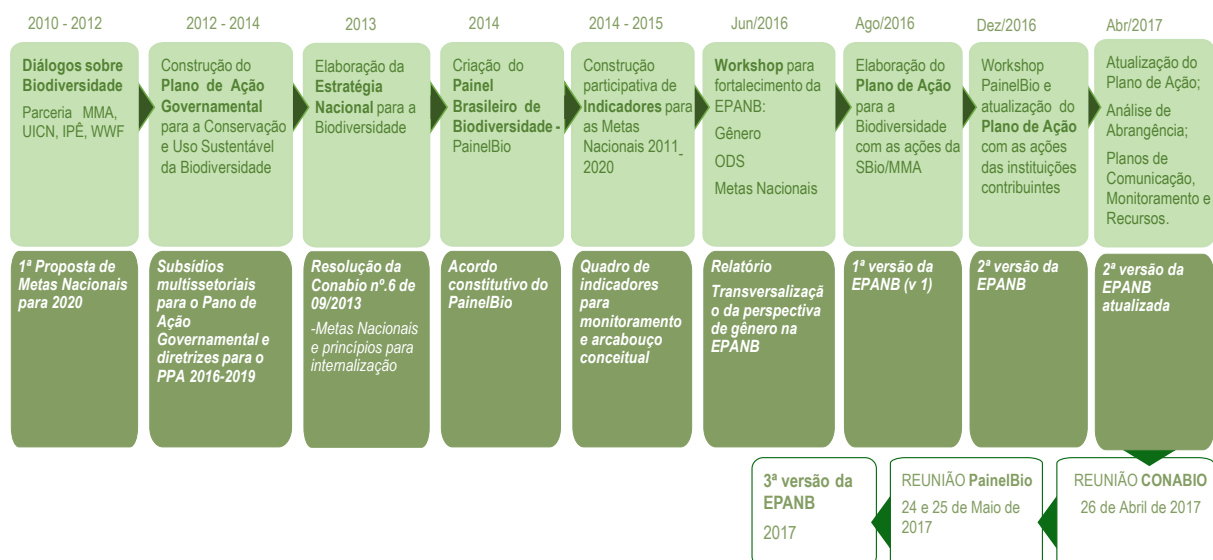 2010 - 2012
2012 - 2014
2013
2014
2014 - 2015
Jun/2016
Ago/2016
Dez/2016
Abr/2017
Diálogos sobre
Biodiversidade
Parceria MMA,
UICN, IPÊ, WWF
Construção do
Plano de Ação
Governamental
para a Conservação
e Uso Sustentável
da Biodiversidade
Elaboração da
Estratégia
Nacional para a
Biodiversidade
Criação do
Painel
Brasileiro de
Biodiversidade -
PainelBio
Construção
participativa de
Indicadores para
as Metas
Nacionais 2011_
2020
Workshop para
fortalecimento da
EPANB:
Gênero
ODS
Metas Nacionais
Elaboração do
Plano de Ação
para a
Biodiversidade
com as ações da
SBio/MMA
Workshop
PainelBio e
atualização do
Plano de Ação
com as ações
das instituições
contribuintes
Atualização do
Plano de Ação;
Análise de
Abrangência;
Planos de
Comunicação,
Monitoramento e
Recursos.
1ª Proposta de
Metas Nacionais
para 2020
Subsídios
multissetoriais
para o Pano de
Ação
Governamental e
diretrizes para o
PPA 2016-2019
Resolução da
Conabio nº.6 de
09/2013
-Metas Nacionais
e princípios para
internalização
Acordo
constitutivo do
PainelBio
Quadro de
indicadores
para
monitoramento
e arcabouço
conceitual
Relatório
Transversalizaçã
o da perspectiva
de gênero na
EPANB
1ª versão da
EPANB (v 1)
2ª versão da
EPANB
2ª versão da
EPANB
atualizada
REUNIÃO CONABIO
26 de Abril de 2017
REUNIÃO PainelBio
24 e 25 de Maio de
2017
3ª versão da
EPANB
2017